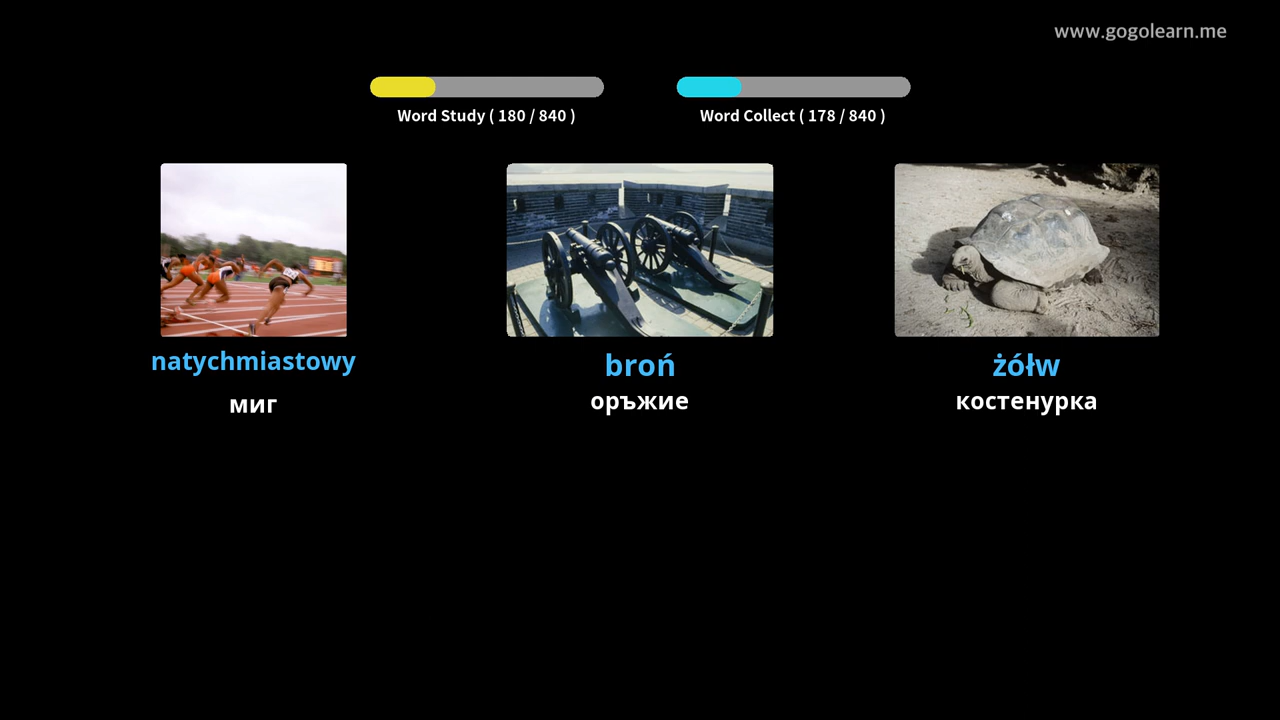 www.gogolearn.me
Word Study ( 180 / 840 )
Word Collect ( 178 / 840 )
natychmiastowy
миг
broń
оръжие
żółw
костенурка